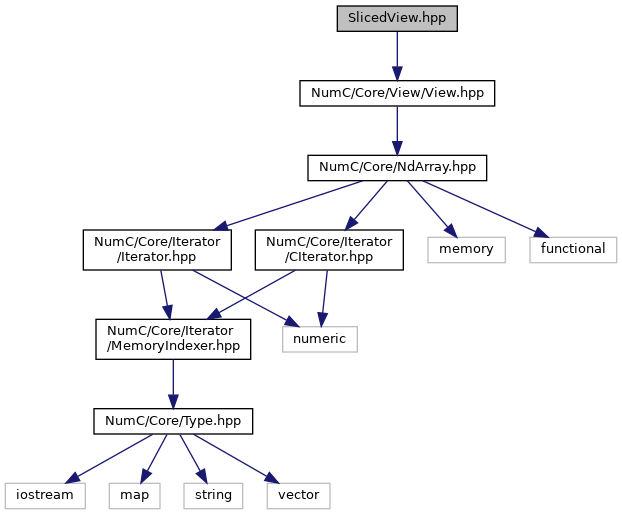 SlicedView.hpp
NumC/Core/View/View.hpp
NumC/Core/NdArray.hpp
NumC/Core/Iterator
/Iterator.hpp
NumC/Core/Iterator
/CIterator.hpp
memory
functional
NumC/Core/Iterator
/MemoryIndexer.hpp
numeric
NumC/Core/Type.hpp
iostream
map
string
vector